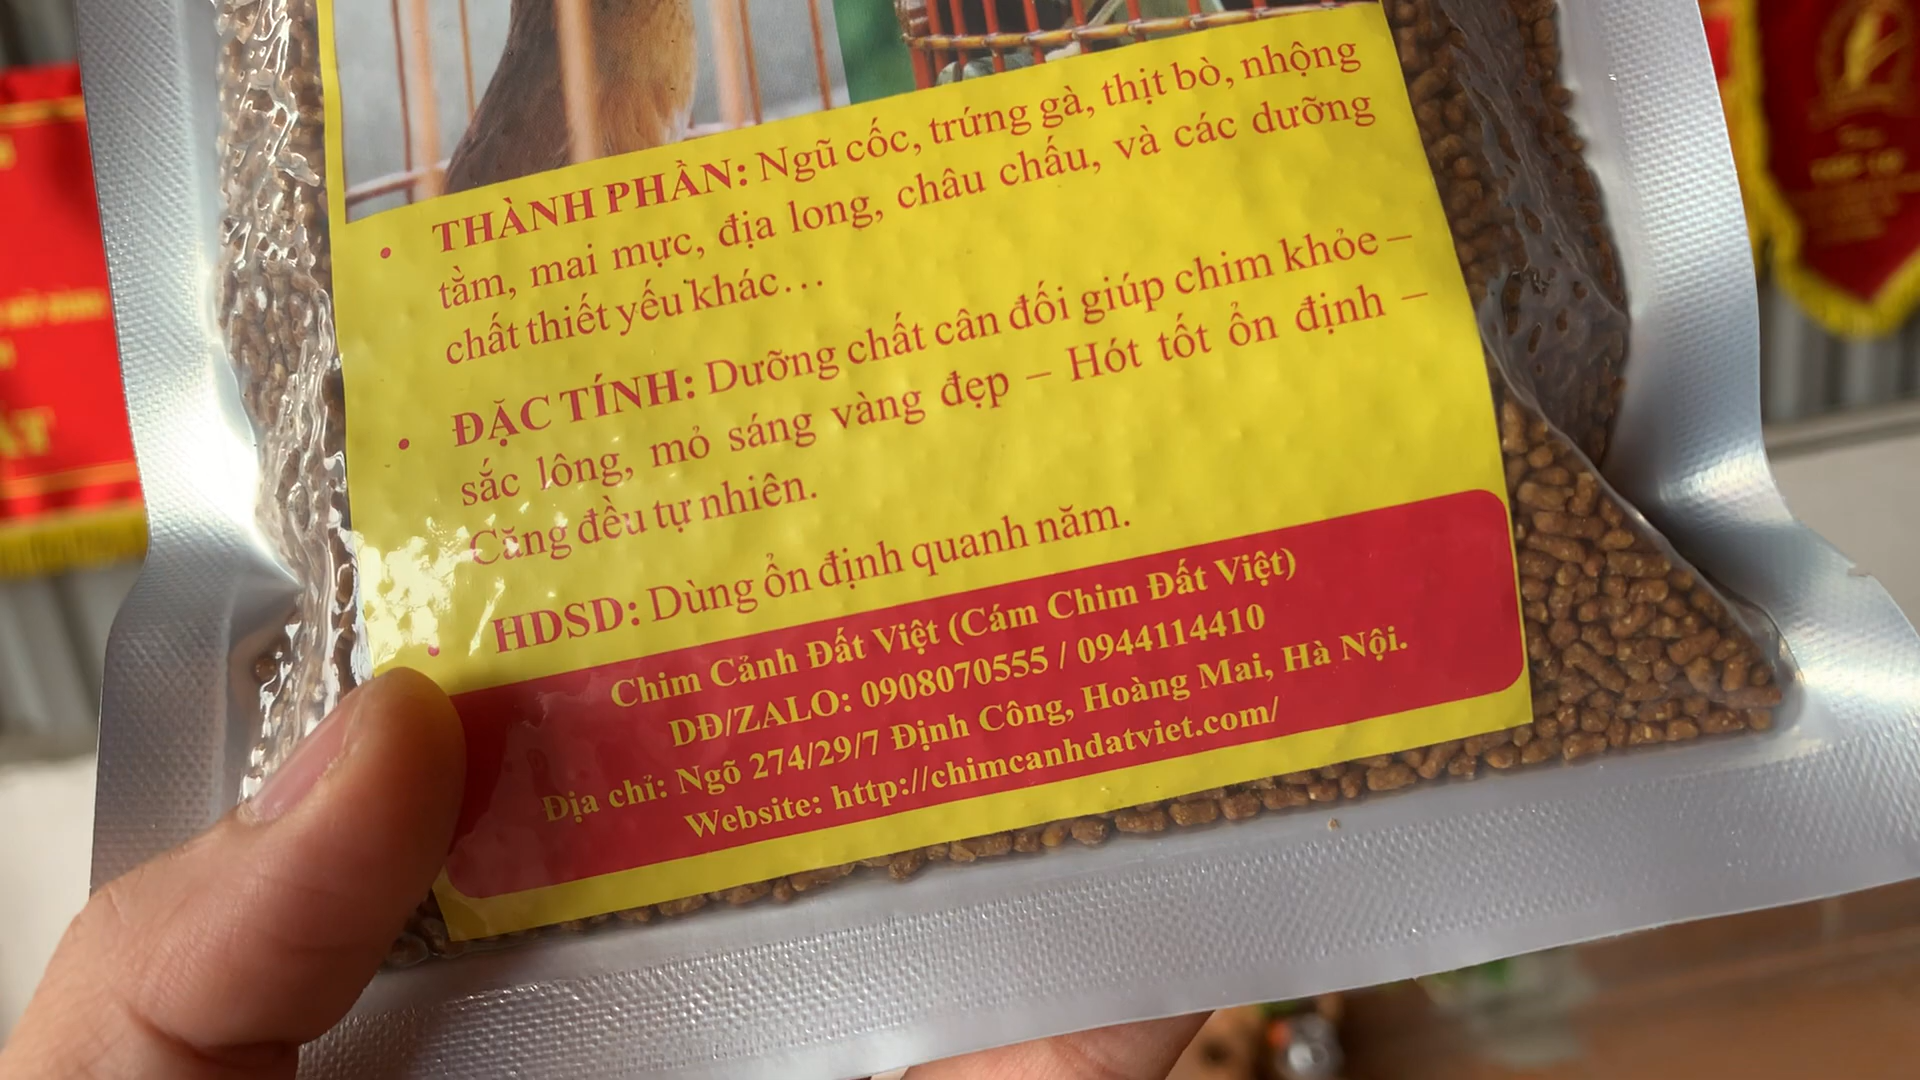 • THÀNH PHẦN: Ngũ cốc, trứng gà, thịt bò, nhộng
tằm, mai mực, địa long, châu chấu, và các dưỡng
chất thiết yếu khác…
• ĐẶC TÍNH: Dưỡng chất cân đối giúp chim khỏe –
sắc lông, mỏ sáng vàng đẹp – Hót tốt ổn định –
Căng đều tự nhiên.
• HDSD: Dùng ổn định quanh năm.
Chim Cảnh Đất Việt (Cám Chim Đất Việt)
DĐ/ZALO: 0908070555 / 0944114410
Địa chỉ: Ngõ 274/29/7 Định Công, Hoàng Mai, Hà Nội.
Website: http://chimcanhdatviet.com/